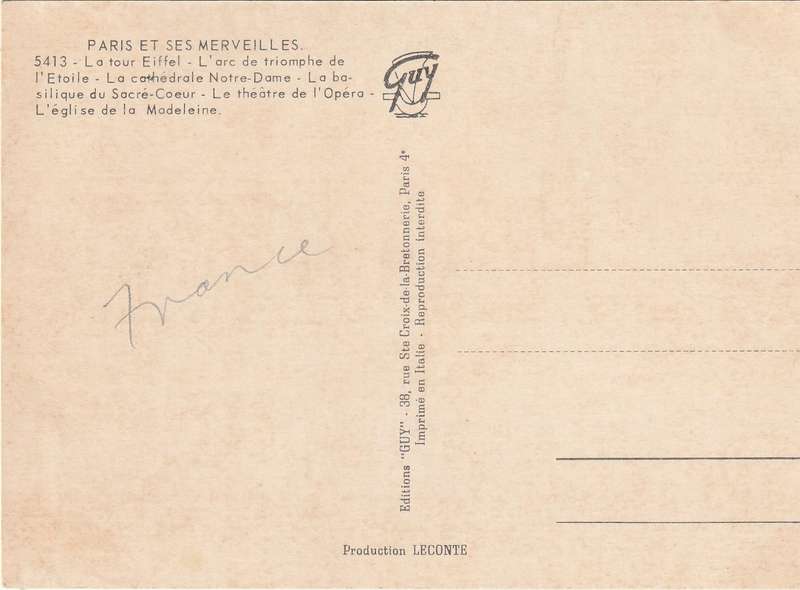 PARIS ET SES MERVEILLES.
5413 - La tour Eiffel - L'arc de triomphe de
l'Etoile - La cathédrale Notre-Dame - La ba-
silique du Sacré-Coeur - Le théâtre de l'Opéra -
L'église de la Modeleine.
Guy
France
Editions "GUY" - 38, rue Ste Croix-de-la-Bretonnerie, Paris 4e
Imprimé en Italie - Reproduction interdite
Production LECONTE